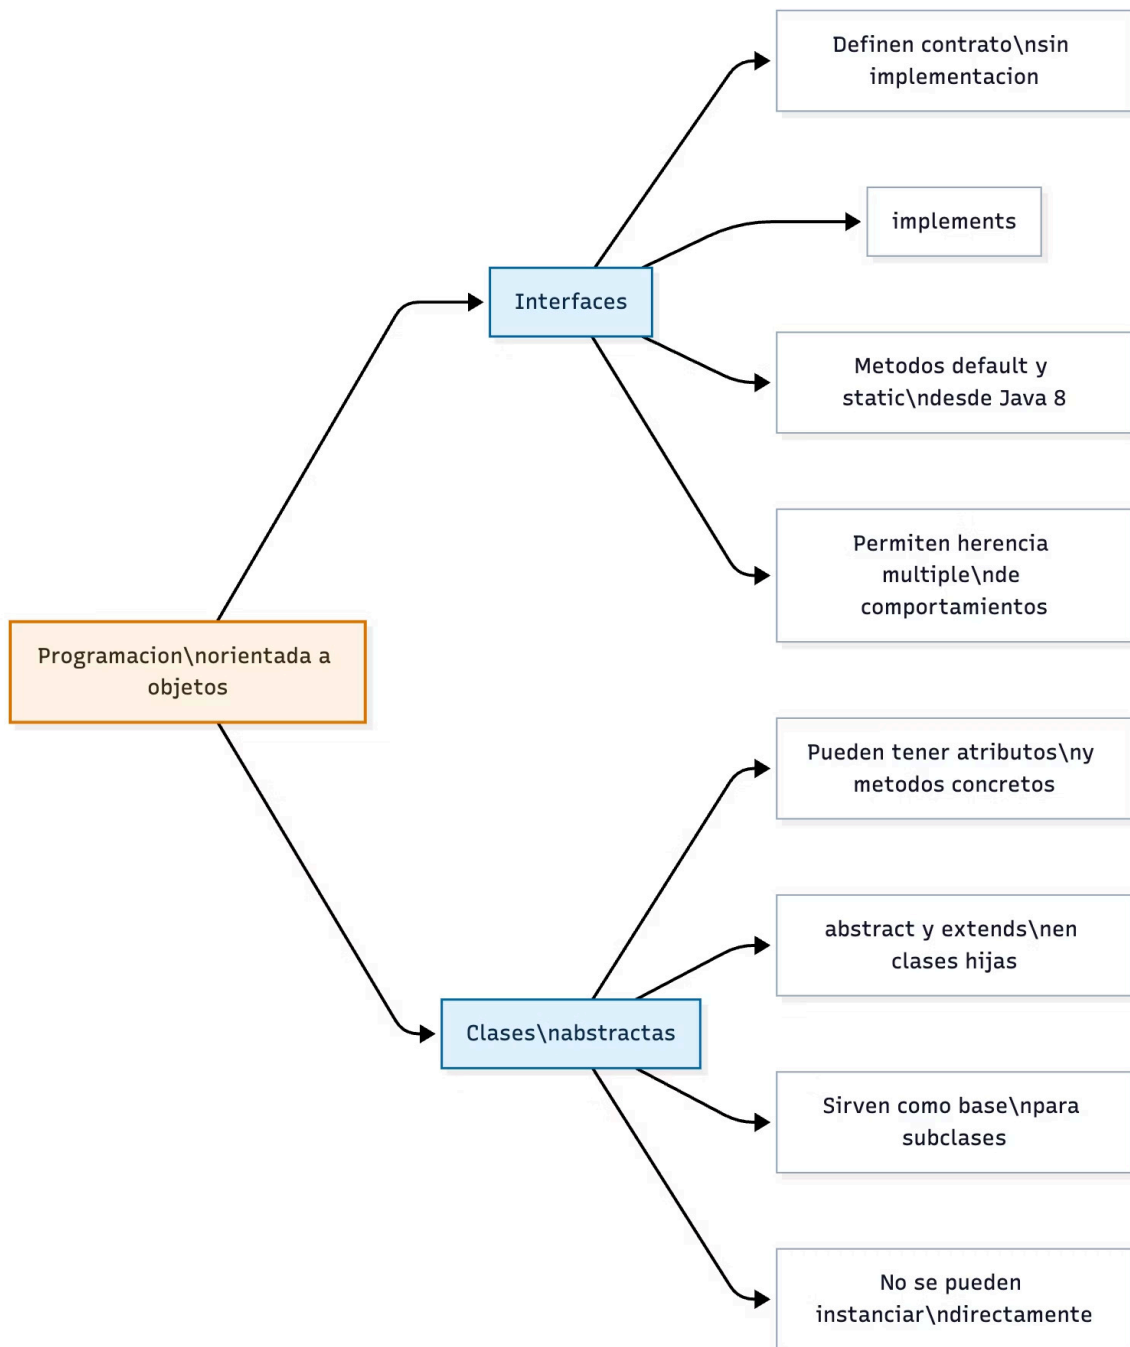 Definen contrato\nsin
implementacion
implements
Interfaces
Metodos default y
static\ndesde Java 8
Permiten herencia
multiple\nde
comportamientos
Programacion\norientada a
objetos
Pueden tener atributos\ny
metodos concretos
abstract y extends\nen
clases hijas
Clases\nabstractas
Sirven como base\npara
subclases
No se pueden
instanciar\ndirectamente